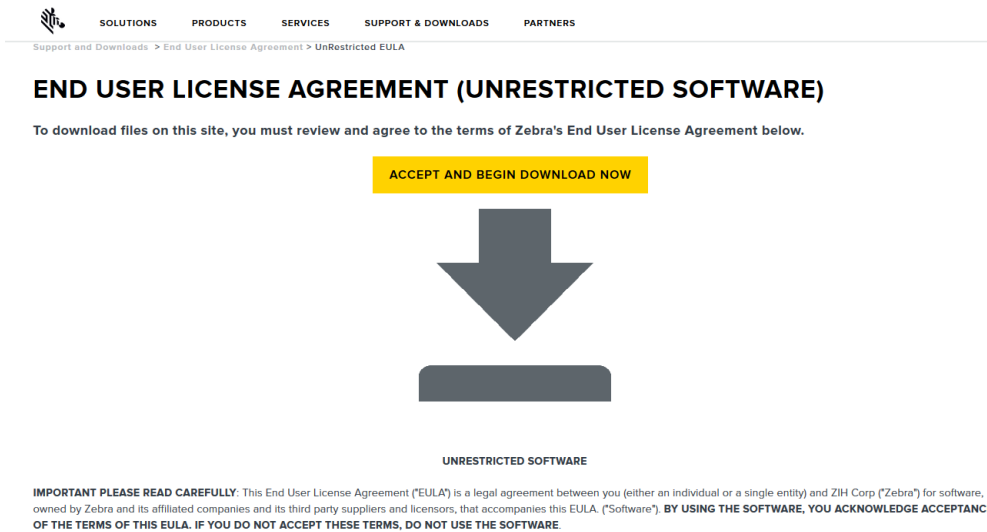 SOLUTIONS PRODUCTS SERVICES SUPPORT & DOWNLOADS PARTNERS
Support and Downloads > End User License Agreement > UnRestricted EULA
END USER LICENSE AGREEMENT (UNRESTRICTED SOFTWARE)
To download files on this site, you must review and agree to the terms of Zebra's End User License Agreement below.
ACCEPT AND BEGIN DOWNLOAD NOW
UNRESTRICTED SOFTWARE
IMPORTANT PLEASE READ CAREFULLY: This End User License Agreement ("EULA") is a legal agreement between you (either an individual or a single entity) and ZIH Corp ("Zebra") for software,
owned by Zebra and its affiliated companies and its third party suppliers and licensors, that accompanies this EULA. ("Software"). BY USING THE SOFTWARE, YOU ACKNOWLEDGE ACCEPTANC
OF THE TERMS OF THIS EULA. IF YOU DO NOT ACCEPT THESE TERMS, DO NOT USE THE SOFTWARE.